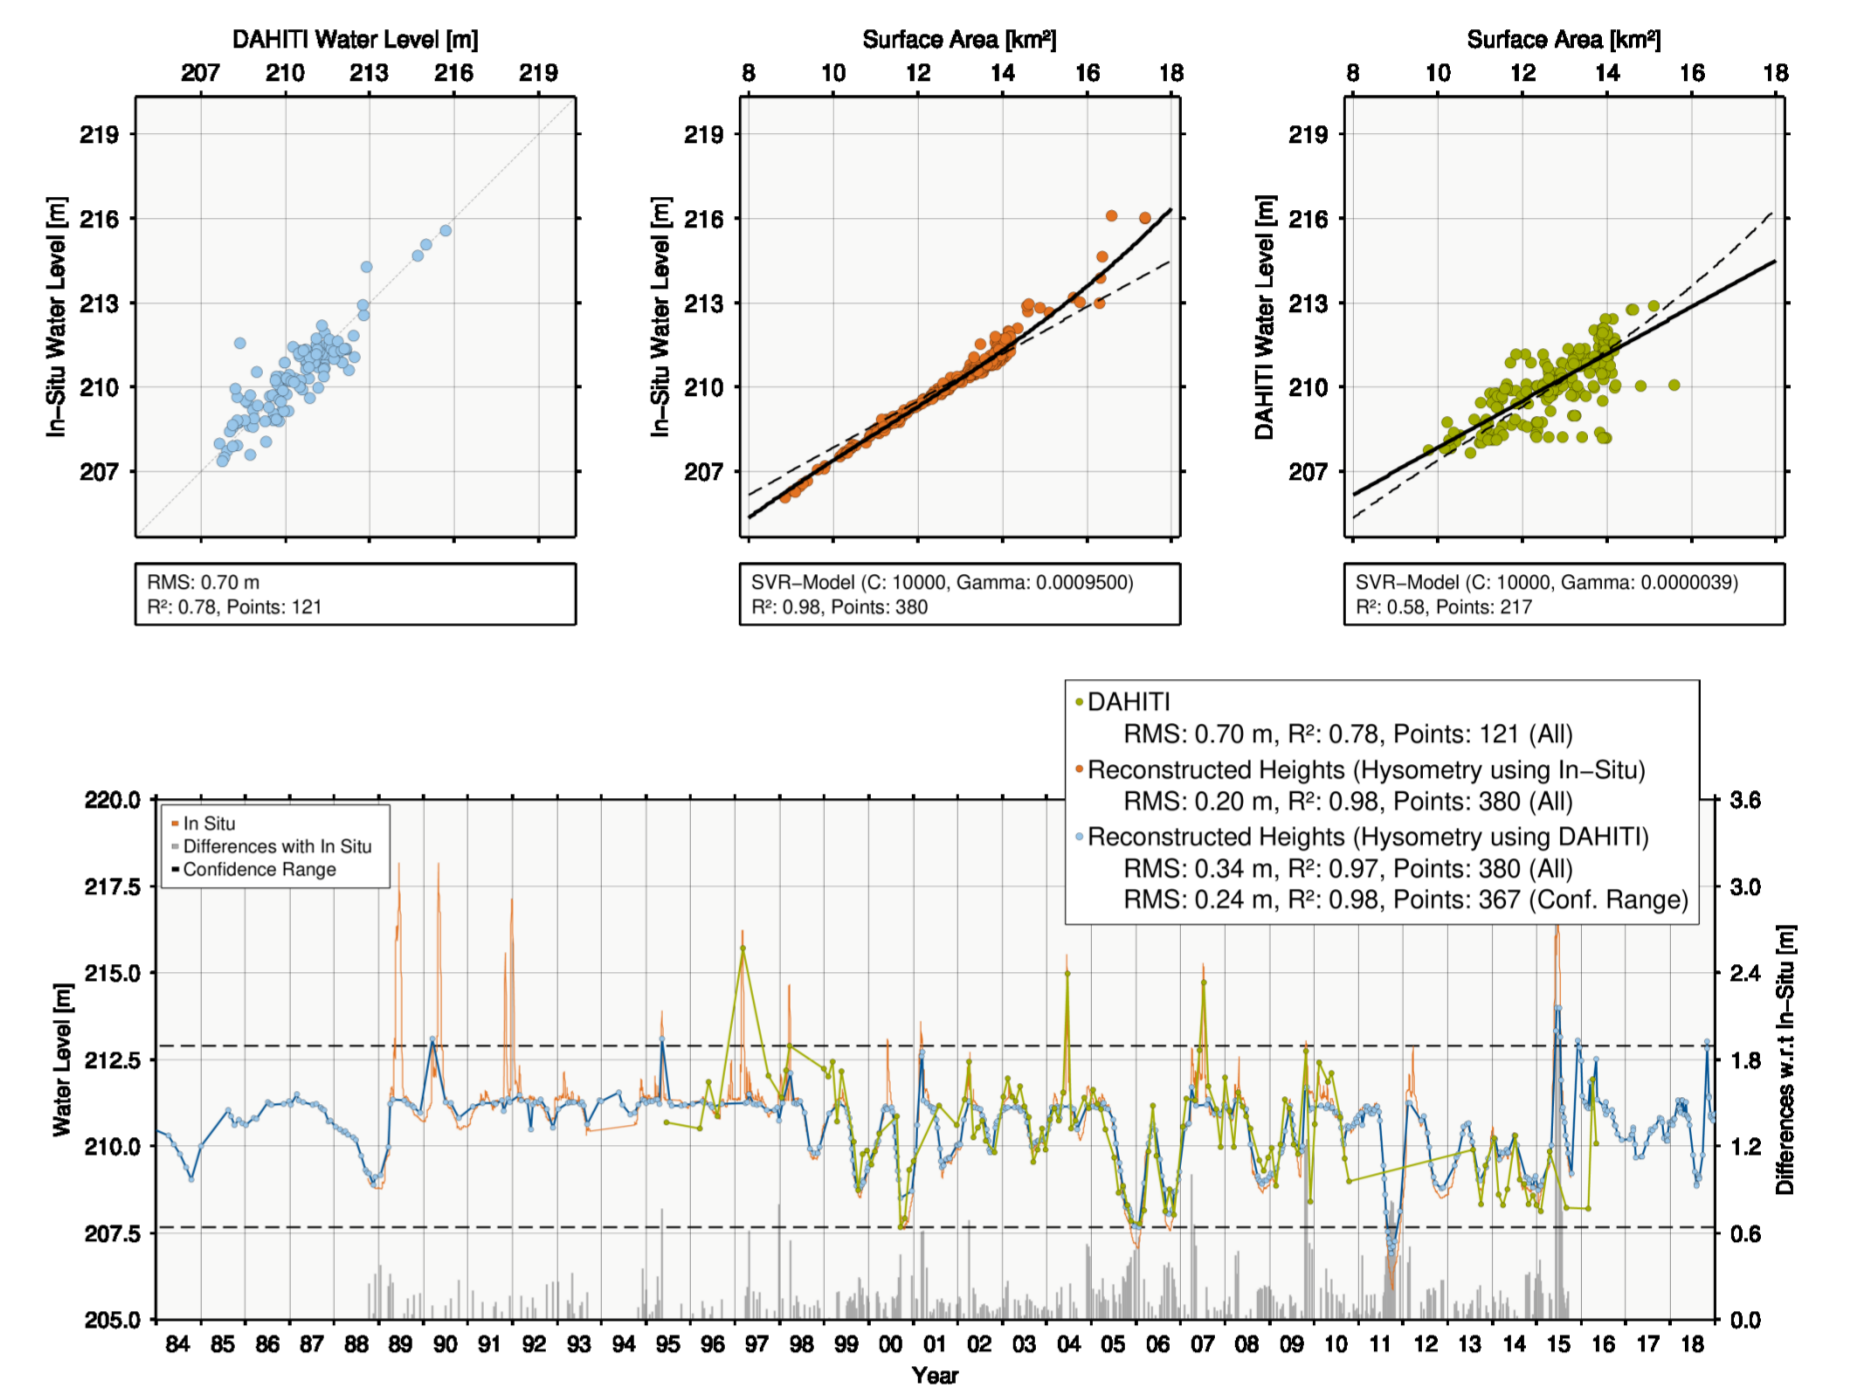 DAHITI Water Level [m]
207 210 213 216 219
In−Situ Water Level [m]
219
216
213
210
207
RMS: 0.70 m
R²: 0.78, Points: 121
Surface Area [km²]
8 10 12 14 16 18
In−Situ Water Level [m]
219
216
213
210
207
SVR−Model (C: 10000, Gamma: 0.0009500)
R²: 0.98, Points: 380
Surface Area [km²]
8 10 12 14 16 18
DAHITI Water Level [m]
219
216
213
210
207
SVR−Model (C: 10000, Gamma: 0.0000039)
R²: 0.58, Points: 217
DAHITI
RMS: 0.70 m, R²: 0.78, Points: 121 (All)
Reconstructed Heights (Hysometry using In−Situ)
RMS: 0.20 m, R²: 0.98, Points: 380 (All)
Reconstructed Heights (Hysometry using DAHITI)
RMS: 0.34 m, R²: 0.97, Points: 380 (All)
RMS: 0.24 m, R²: 0.98, Points: 367 (Conf. Range)
In Situ
Differences with In Situ
Confidence Range
Water Level [m]
220.0
217.5
215.0
212.5
210.0
207.5
205.0
3.6
3.0
2.4
1.8
1.2
0.6
0.0
Differences w.r.t In−Situ [m]
84 85 86 87 88 89 90 91 92 93 94 95 96 97 98 99 00 01 02 03 04 05 06 07 08 09 10 11 12 13 14 15 16 17 18
Year